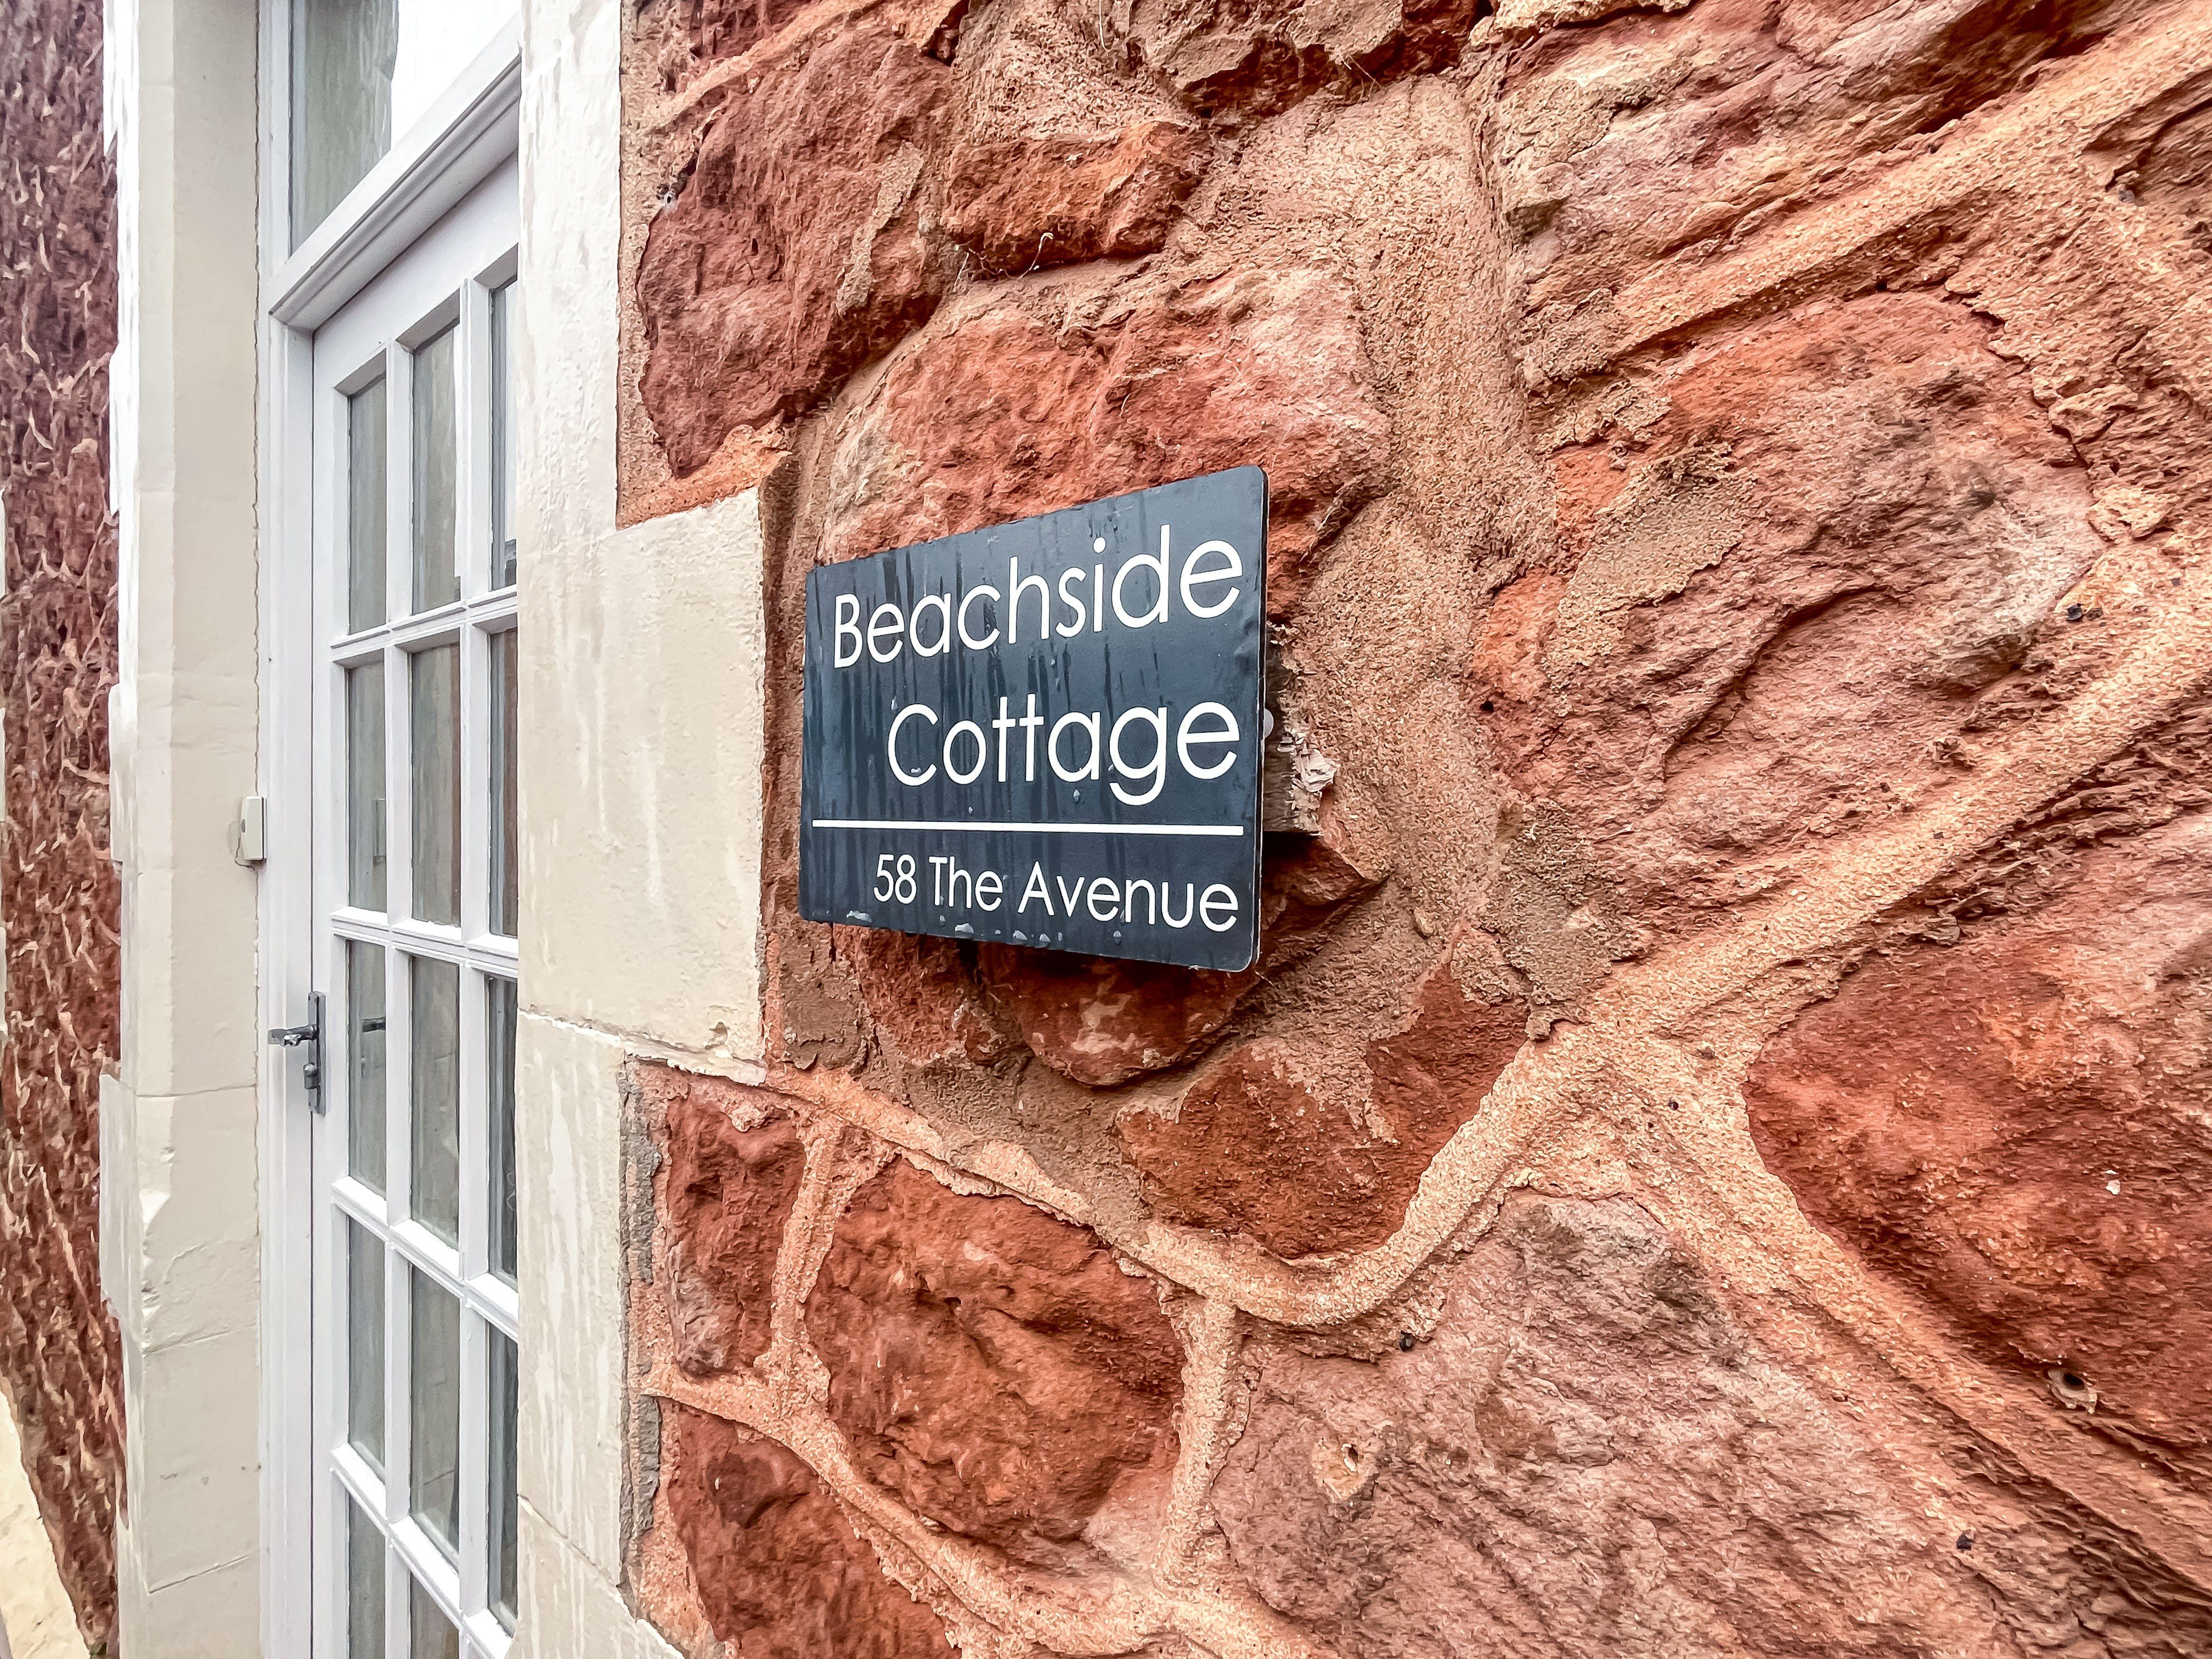 Beachside
Cottage
58 The Avenue